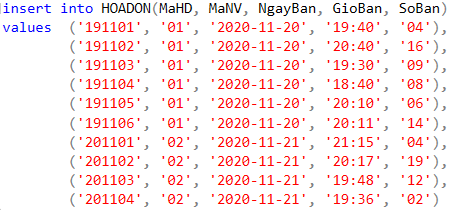 insert into HOADON(MaHD, MaNV, NgayBan, GioBan, SoBan)
values ('191101', '01', '2020-11-20', '19:40', '04'),
('191102', '01', '2020-11-20', '20:40', '16'),
('191103', '01', '2020-11-20', '19:30', '09'),
('191104', '01', '2020-11-20', '18:40', '08'),
('191105', '01', '2020-11-20', '20:10', '06'),
('191106', '01', '2020-11-20', '20:11', '14'),
('201101', '02', '2020-11-21', '21:15', '04'),
('201102', '02', '2020-11-21', '20:17', '19'),
('201103', '02', '2020-11-21', '19:48', '12'),
('201104', '02', '2020-11-21', '19:36', '02')